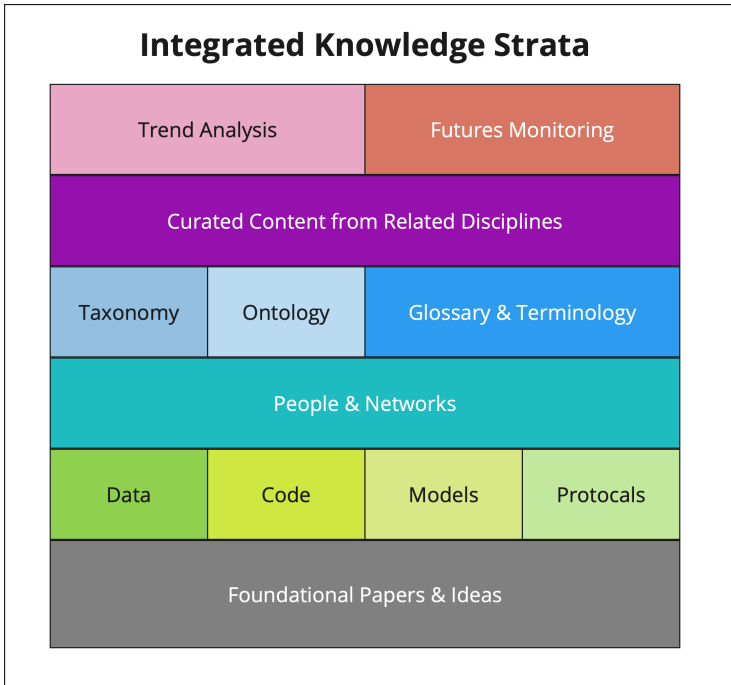 Integrated Knowledge Strata
Trend Analysis
Futures Monitoring
Curated Content from Related Disciplines
Taxonomy
Ontology
Glossary & Terminology
People & Networks
Data
Code
Models
Protocals
Foundational Papers & Ideas